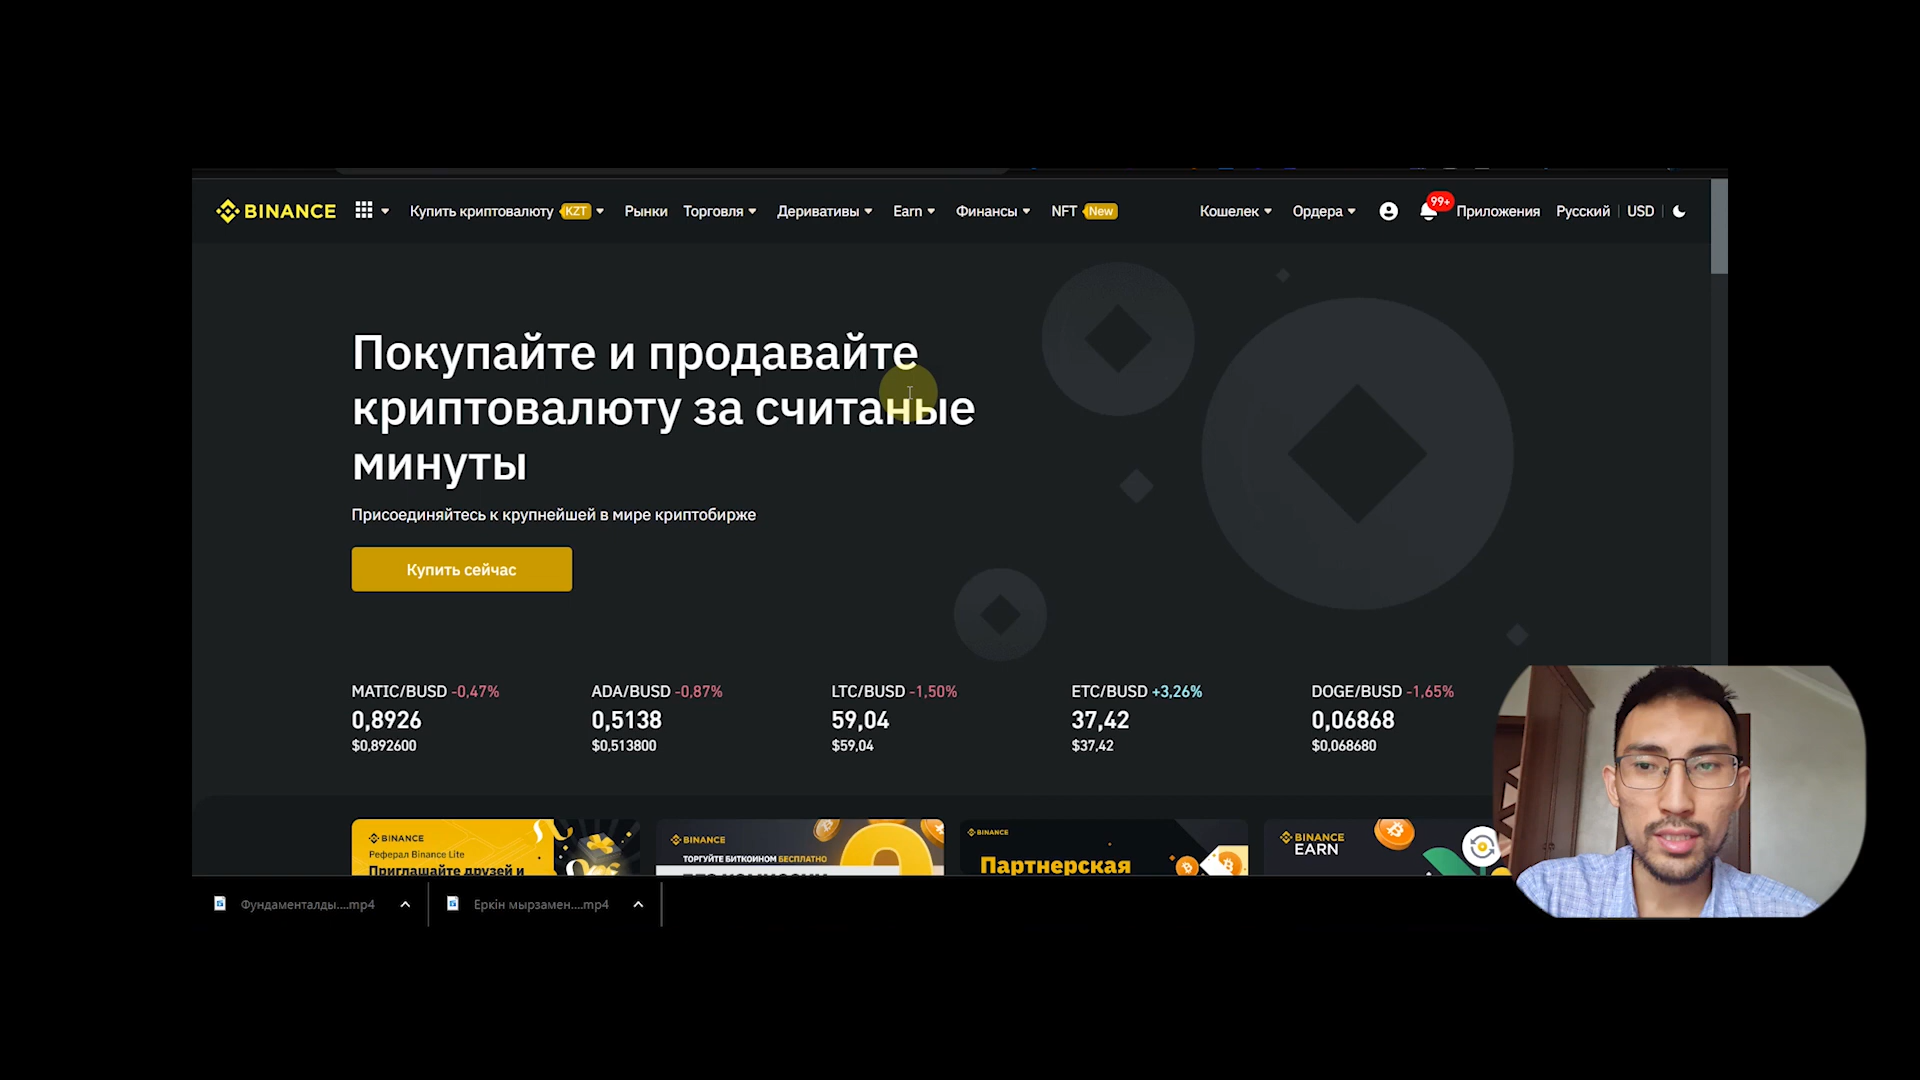 BINANCE
Купить криптовалюту KZT
Рынки
Торговля
Деривативы
Earn
Финансы
NFT New
Кошелек
Ордера
99+
Приложения
Русский
USD
Покупайте и продавайте
криптовалюту за считаные
минуты
Присоединяйтесь к крупнейшей в мире криптобирже
Купить сейчас
MATIC/BUSD -0,47%
0,8926
$0,892600
ADA/BUSD -0,87%
0,5138
$0,513800
LTC/BUSD -1,50%
59,04
$59,04
ETC/BUSD +3,26%
37,42
$37,42
DOGE/BUSD -1,65%
0,06868
$0,068680
BINANCE
Реферал Binance Lite
Приглашайте друзей и
BINANCE
ТОРГУЙТЕ БИТКОИНОМ БЕСПЛАТНО
BINANCE
Партнерская
BINANCE
EARN
Фундаменталды....mp4
Еркін мырзамен....mp4